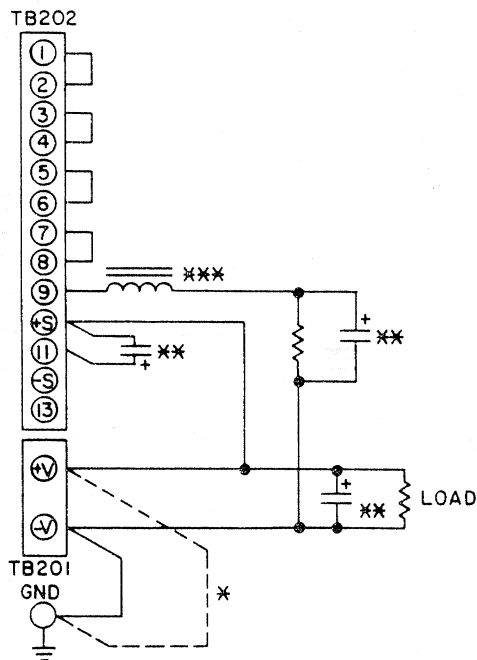 TB202
1
2
3
4
5
6
7
8
9
***
+S
+
**
11
**
+
-S
13
+V
+
**
LOAD
-V
TB201
GND
*